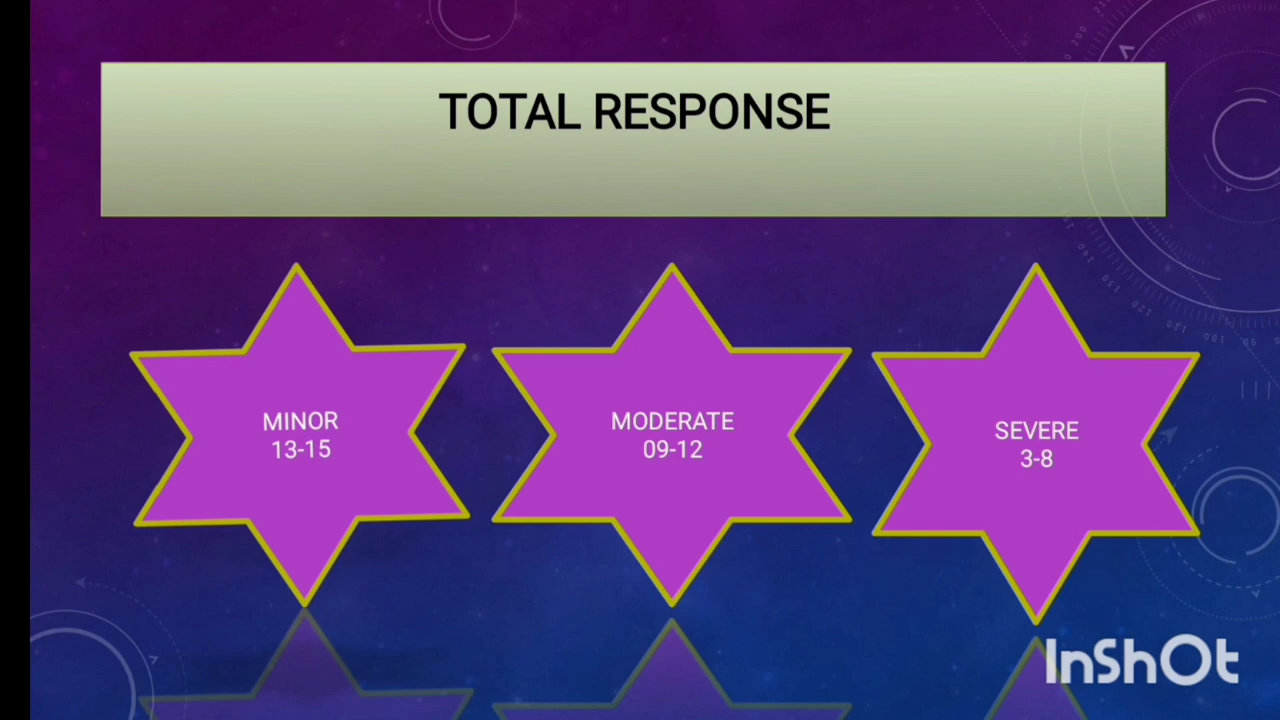 TOTAL RESPONSE
MINOR
13-15
MODERATE
09-12
SEVERE
3-8
InShOt